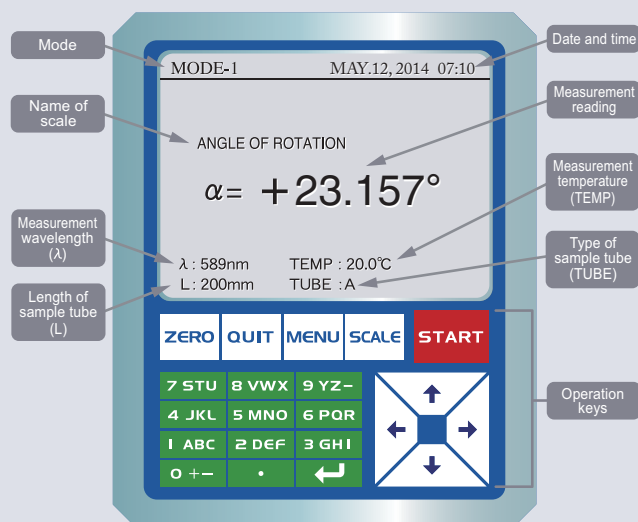 Mode
Date and time
MODE-1 MAY.12, 2014 07:10
Name of
scale
Measurement
reading
ANGLE OF ROTATION
α= +23.157°
Measurement
temperature
(TEMP)
Measurement
wavelength
(λ)
Type of
sample tube
(TUBE)
λ : 589nm TEMP : 20.0℃
L : 200mm TUBE : A
Length of
sample tube
(L)
ZERO QUIT MENU SCALE START
7 STU 8 VWX 9 YZ-
4 JKL 5 MNO 6 PQR
1 ABC 2 DEF 3 GHI
0 +- ·
Operation
keys